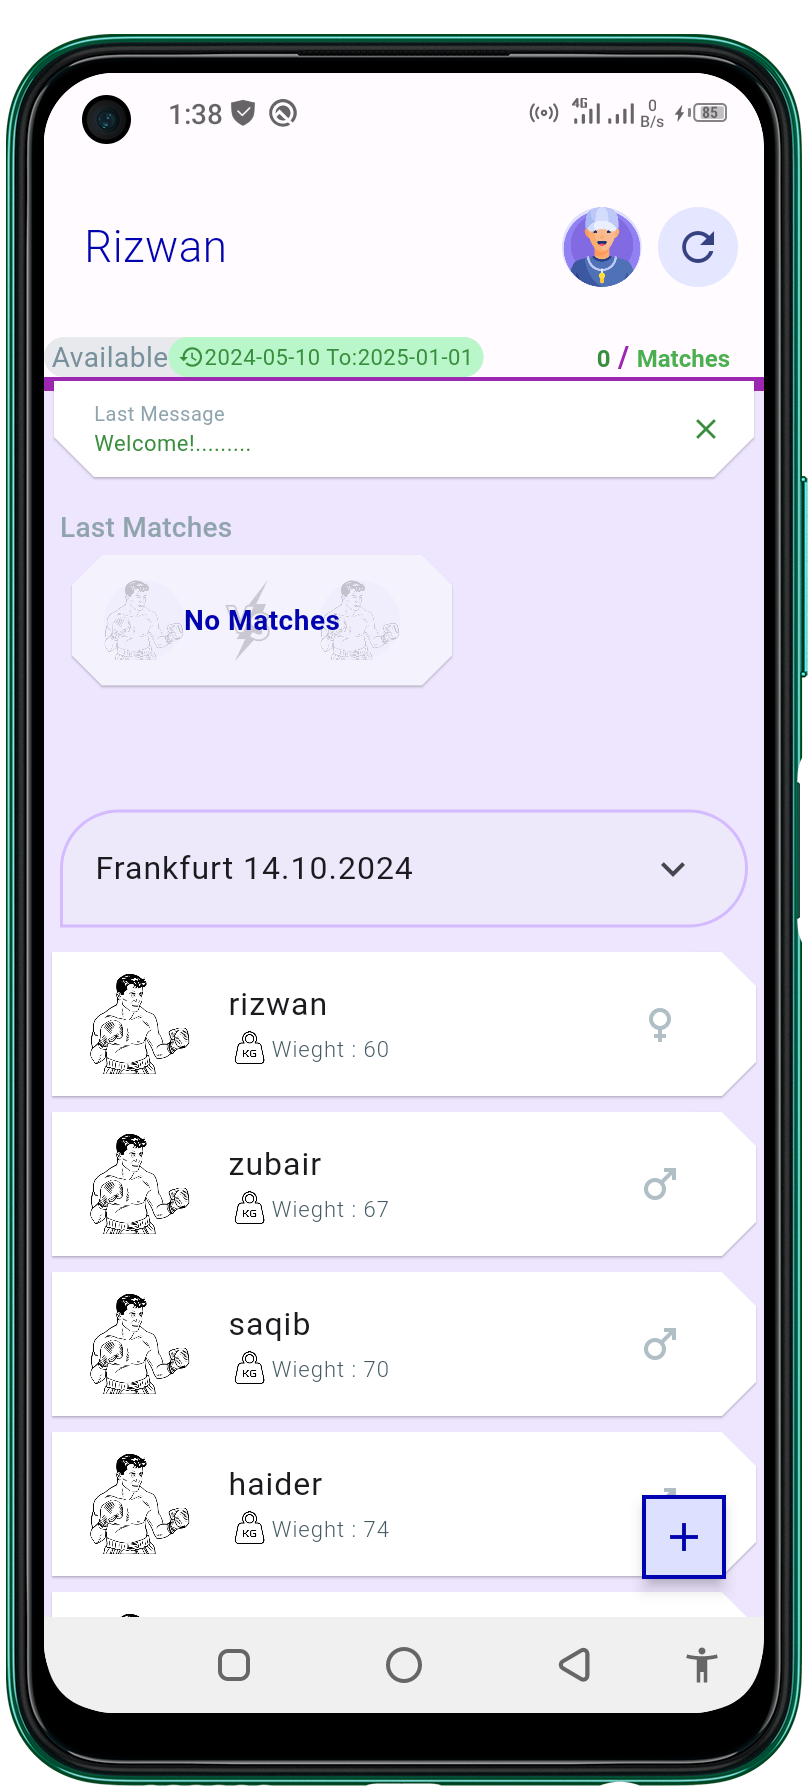 1:38
4G
0
B/s
85
Rizwan
Available 2024-05-10 To:2025-01-01 0 / Matches
Last Message
Welcome!.........
Last Matches
VS
No Matches
Frankfurt 14.10.2024
rizwan
KG Wieght : 60
zubair
KG Wieght : 67
saqib
KG Wieght : 70
haider
KG Wieght : 74